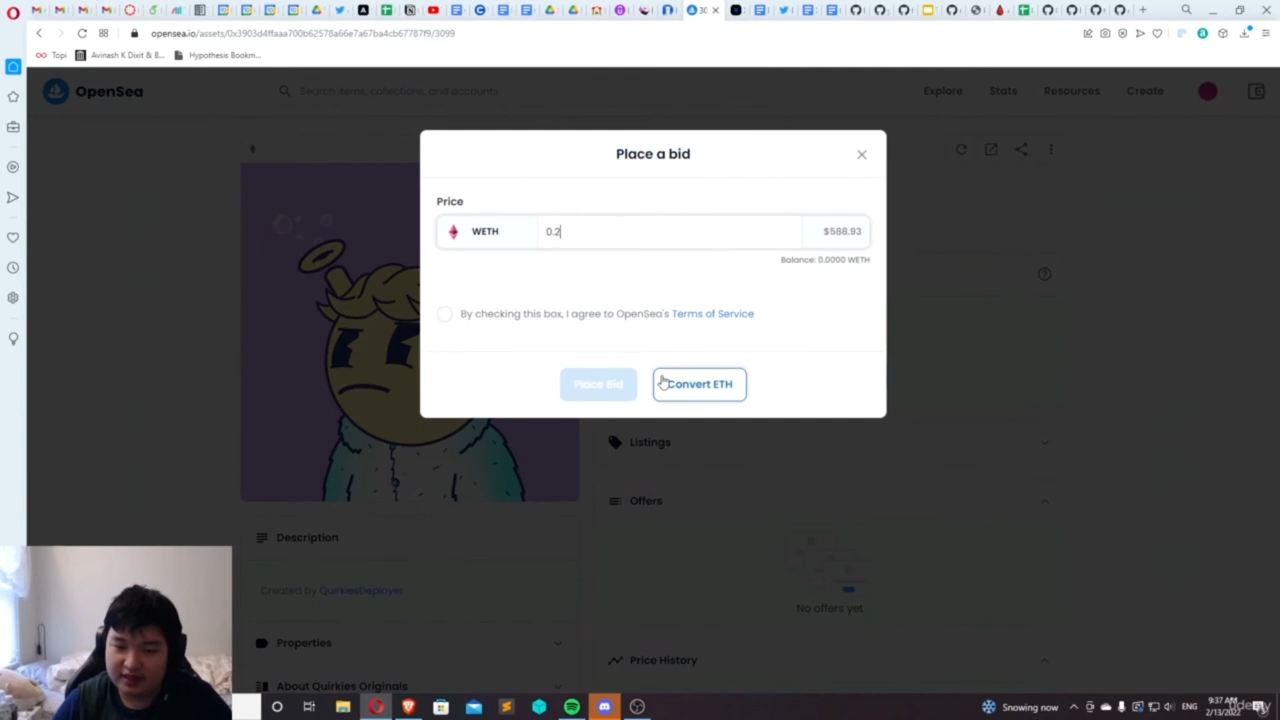 opensea.io/assets/0x3903d4ffaaa700b62578a66e7a67ba4cb67787f9/3099
Topi
Avinash K Dixit & B...
Hypothesis Bookm...
OpenSea
Search items, collections, and accounts
Explore
Stats
Resources
Create
Place a bid
Price
WETH
0.2
$588.93
Balance: 0.0000 WETH
By checking this box, I agree to OpenSea's Terms of Service
Place Bid
Convert ETH
Listings
Offers
No offers yet
Description
Created by QuirkiesDeployer
Properties
About Quirkies Originals
Price History
Snowing now
ENG
9:37 AM
2/13/2022